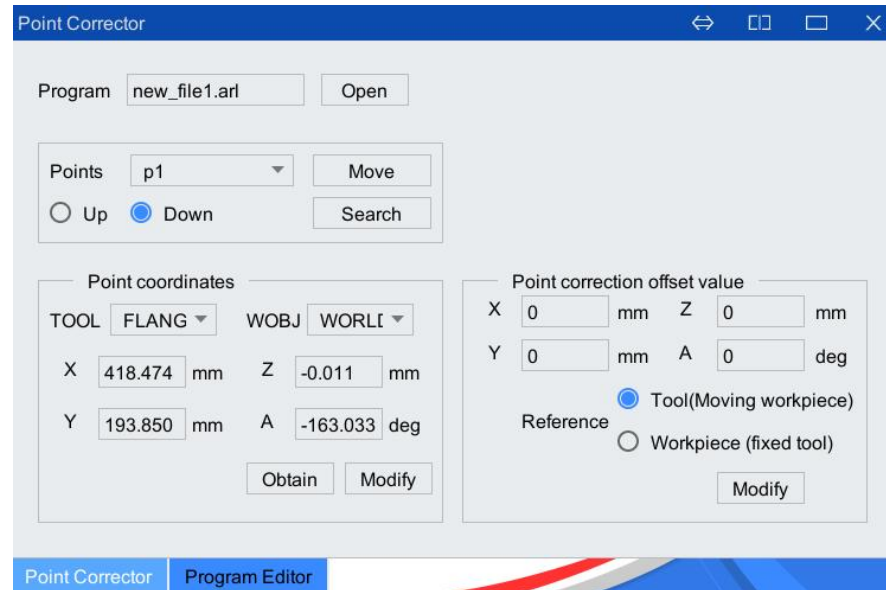 Point Corrector
Program new_file1.arl Open
Points p1 Move
Up Down Search
Point coordinates
TOOL FLANG WOBJ WORLD
X 418.474 mm Z -0.011 mm
Y 193.850 mm A -163.033 deg
Obtain Modify
Point correction offset value
X 0 mm Z 0 mm
Y 0 mm A 0 deg
Reference
Tool(Moving workpiece)
Workpiece (fixed tool)
Modify
Point Corrector Program Editor